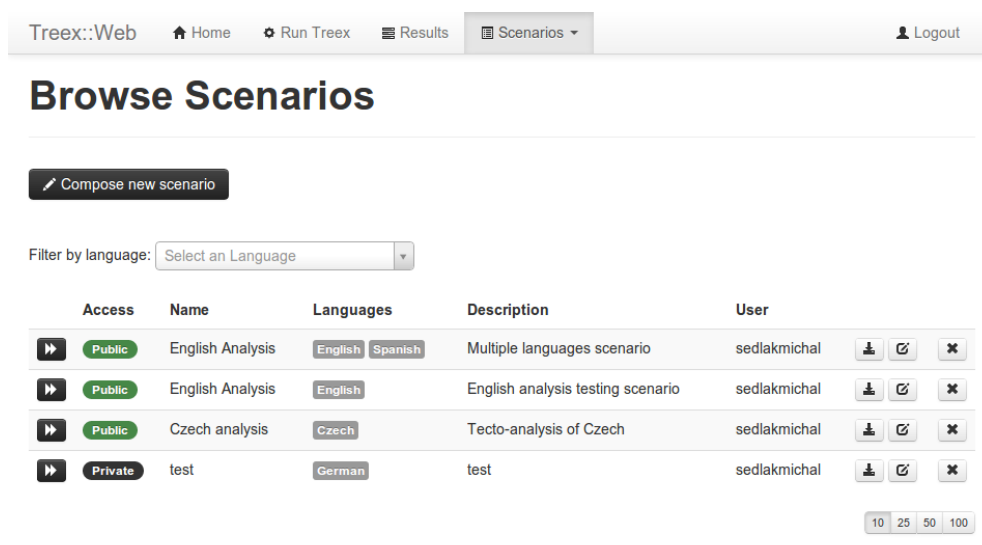 Treex::Web Home Run Treex Results Scenarios Logout
Browse Scenarios
Compose new scenario
Filter by language: Select an Language
Access Name Languages Description User
Public English Analysis English Spanish Multiple languages scenario sedlakmichal
Public English Analysis English English analysis testing scenario sedlakmichal
Public Czech analysis Czech Tecto-analysis of Czech sedlakmichal
Private test German test sedlakmichal
10 25 50 100